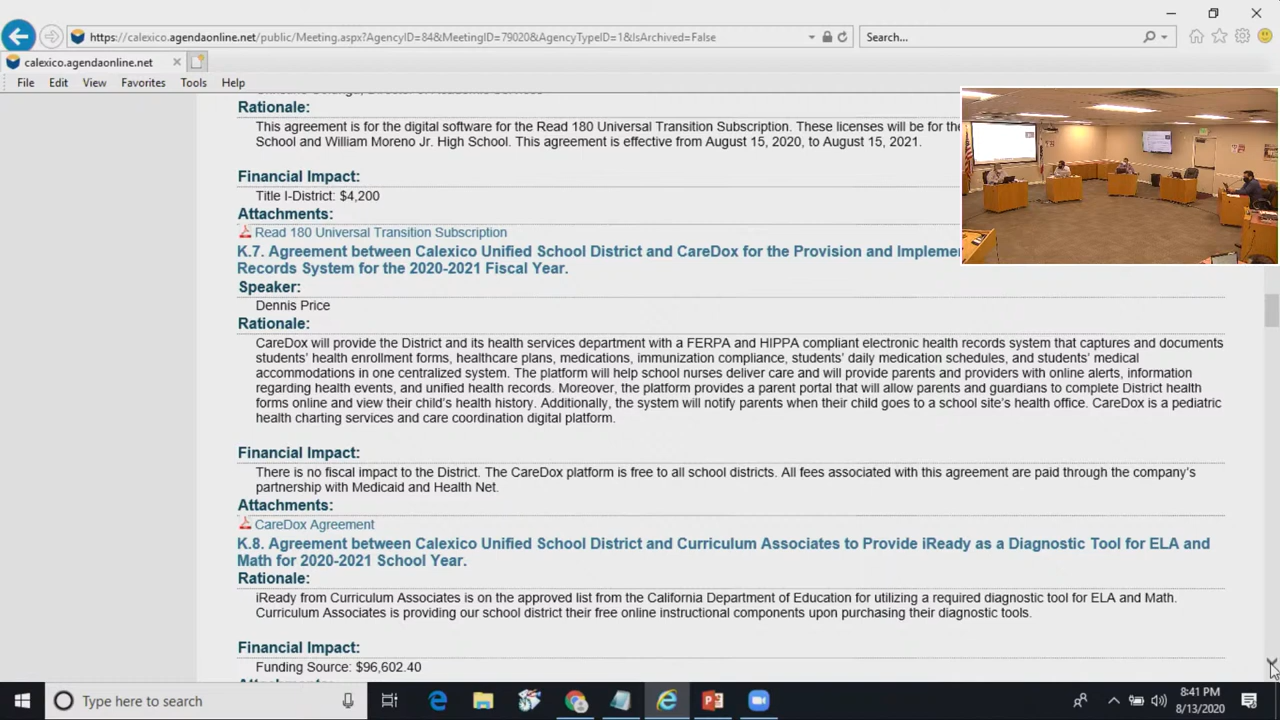 https://calexico.agendaonline.net/public/Meeting.aspx?AgencyID=84&MeetingID=79020&AgencyTypeID=1&IsArchived=False
Search...
calexico.agendaonline.net
File Edit View Favorites Tools Help
Rationale:
This agreement is for the digital software for the Read 180 Universal Transition Subscription. These licenses will be for the
School and William Moreno Jr. High School. This agreement is effective from August 15, 2020, to August 15, 2021.
Financial Impact:
Title I-District: $4,200
Attachments:
Read 180 Universal Transition Subscription
K.7. Agreement between Calexico Unified School District and CareDox for the Provision and Impleme
Records System for the 2020-2021 Fiscal Year.
Speaker:
Dennis Price
Rationale:
CareDox will provide the District and its health services department with a FERPA and HIPPA compliant electronic health records system that captures and documents
students' health enrollment forms, healthcare plans, medications, immunization compliance, students' daily medication schedules, and students' medical
accommodations in one centralized system. The platform will help school nurses deliver care and will provide parents and providers with online alerts, information
regarding health events, and unified health records. Moreover, the platform provides a parent portal that will allow parents and guardians to complete District health
forms online and view their child's health history. Additionally, the system will notify parents when their child goes to a school site's health office. CareDox is a pediatric
health charting services and care coordination digital platform.
Financial Impact:
There is no fiscal impact to the District. The CareDox platform is free to all school districts. All fees associated with this agreement are paid through the company's
partnership with Medicaid and Health Net.
Attachments:
CareDox Agreement
K.8. Agreement between Calexico Unified School District and Curriculum Associates to Provide iReady as a Diagnostic Tool for ELA and
Math for 2020-2021 School Year.
Rationale:
iReady from Curriculum Associates is on the approved list from the California Department of Education for utilizing a required diagnostic tool for ELA and Math.
Curriculum Associates is providing our school district their free online instructional components upon purchasing their diagnostic tools.
Financial Impact:
Funding Source: $96,602.40
Type here to search
8:41 PM
8/13/2020